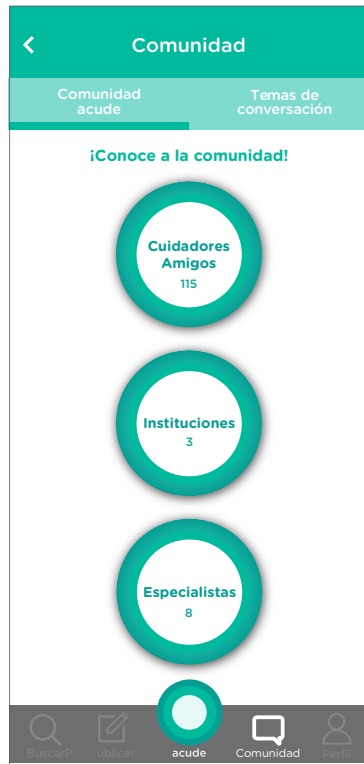 Comunidad
Comunidad
acude
Temas de
conversación
¡Conoce a la comunidad!
Cuidadores
Amigos
115
Instituciones
3
Especialistas
8
BuscarP ublicar acude Comunidad Perfil